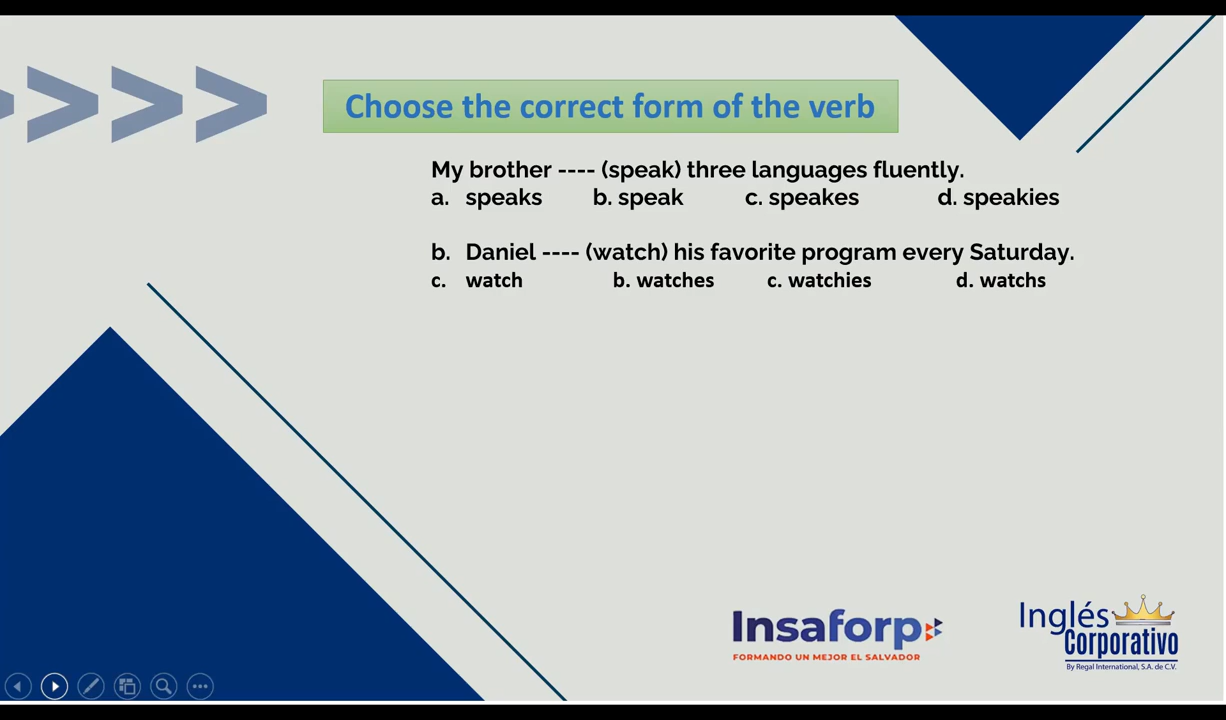 Choose the correct form of the verb
My brother ---- (speak) three languages fluently.
a. speaks b. speak c. speakes d. speakies
b. Daniel ---- (watch) his favorite program every Saturday.
c. watch b. watches c. watchies d. watchs
Insaforp
FORMANDO UN MEJOR EL SALVADOR
Inglés
Corporativo
By Regal International, S.A. de C.V.